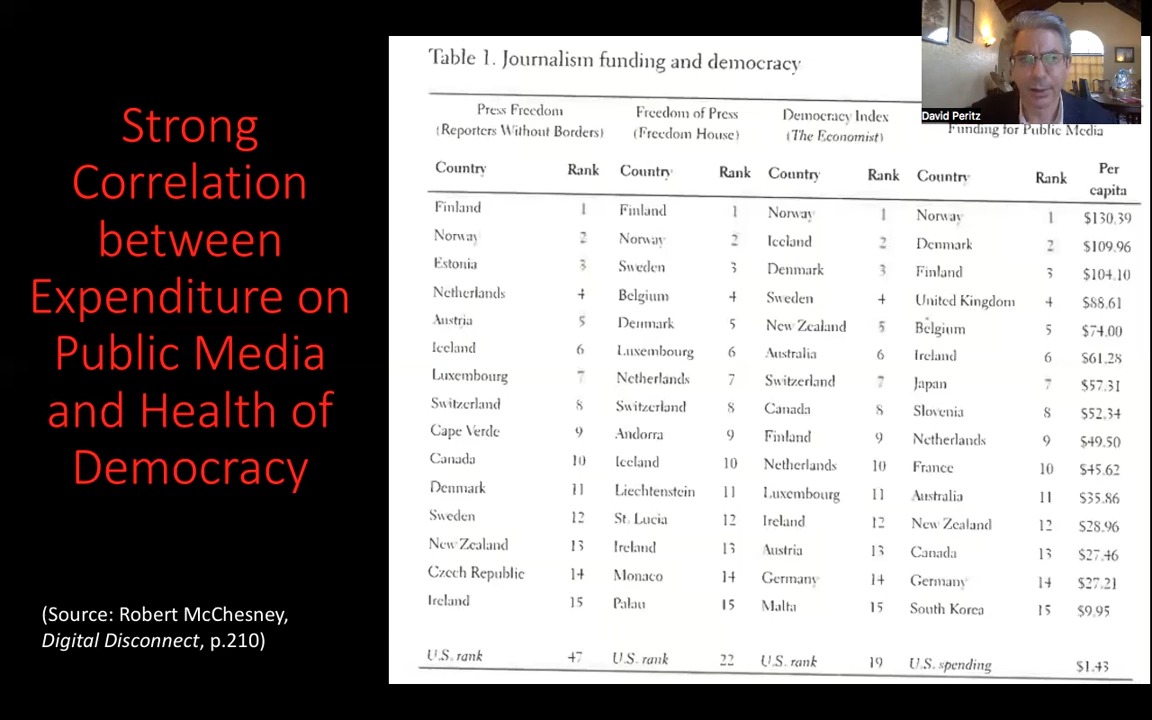 Strong
Correlation
between
Expenditure on
Public Media
and Health of
Democracy
(Source: Robert McChesney,
Digital Disconnect, p.210)
Table 1. Journalism funding and democracy
David Peritz
Press Freedom Freedom of Press Democracy Index Funding for Public Media
(Reporters Without Borders) (Freedom House) (The Economist)
Country Rank Country Rank Country Rank Country Rank Per
capita
Finland 1 Finland 1 Norway 1 Norway 1 $130.39
Norway 2 Norway 2 Iceland 2 Denmark 2 $109.96
Estonia 3 Sweden 3 Denmark 3 Finland 3 $104.10
Netherlands 4 Belgium 4 Sweden 4 United Kingdom 4 $88.61
Austria 5 Denmark 5 New Zealand 5 Belgium 5 $74.00
Iceland 6 Luxembourg 6 Australia 6 Ireland 6 $61.28
Luxembourg 7 Netherlands 7 Switzerland 7 Japan 7 $57.31
Switzerland 8 Switzerland 8 Canada 8 Slovenia 8 $52.34
Cape Verde 9 Andorra 9 Finland 9 Netherlands 9 $49.50
Canada 10 Iceland 10 Netherlands 10 France 10 $45.62
Denmark 11 Liechtenstein 11 Luxembourg 11 Australia 11 $35.86
Sweden 12 St. Lucia 12 Ireland 12 New Zealand 12 $28.96
New Zealand 13 Ireland 13 Austria 13 Canada 13 $27.46
Czech Republic 14 Monaco 14 Germany 14 Germany 14 $27.21
Ireland 15 Palau 15 Malta 15 South Korea 15 $9.95
U.S. rank 47 U.S. rank 22 U.S. rank 19 U.S. spending $1.43